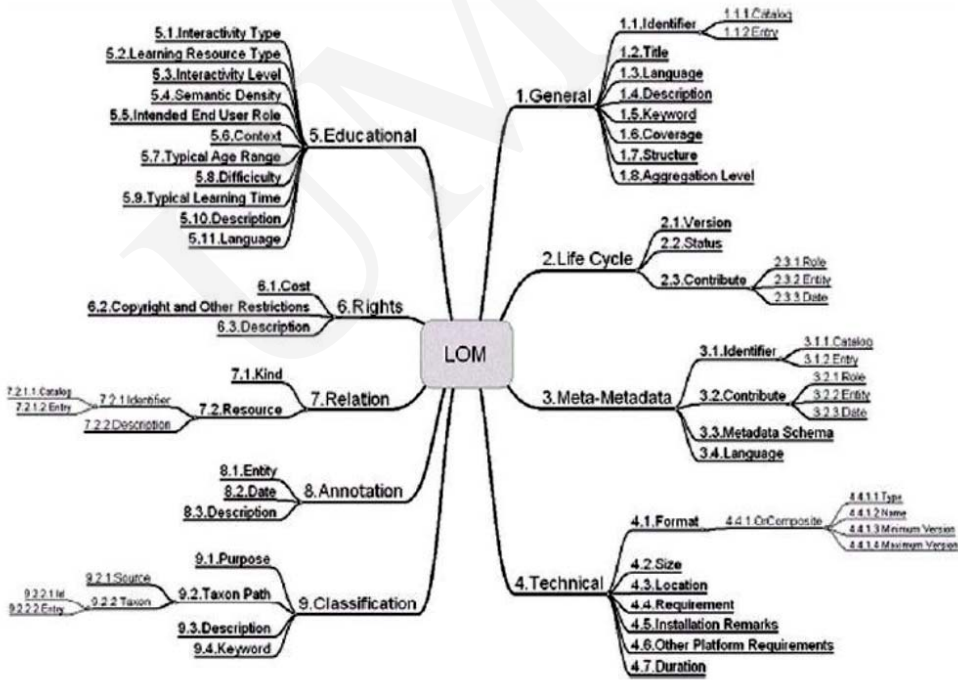 LOM
1.General
1.1.Identifier
1.1.1.Catalog
1.1.2.Entry
1.2.Title
1.3.Language
1.4.Description
1.5.Keyword
1.6.Coverage
1.7.Structure
1.8.Aggregation Level
2.Life Cycle
2.1.Version
2.2.Status
2.3.Contribute
2.3.1.Role
2.3.2.Entity
2.3.3.Date
3.Meta-Metadata
3.1.Identifier
3.1.1.Catalog
3.1.2.Entry
3.2.Contribute
3.2.1.Role
3.2.2.Entity
3.2.3.Date
3.3.Metadata Schema
3.4.Language
4.Technical
4.1.Format
4.4.1.OrComposite
4.4.1.1.Type
4.4.1.2.Name
4.4.1.3.Minimum Version
4.4.1.4.Maximum Version
4.2.Size
4.3.Location
4.4.Requirement
4.5.Installation Remarks
4.6.Other Platform Requirements
4.7.Duration
5.Educational
5.1.Interactivity Type
5.2.Learning Resource Type
5.3.Interactivity Level
5.4.Semantic Density
5.5.Intended End User Role
5.6.Context
5.7.Typical Age Range
5.8.Difficiculty
5.9.Typical Learning Time
5.10.Description
5.11.Language
6.Rights
6.1.Cost
6.2.Copyright and Other Restrictions
6.3.Description
7.Relation
7.1.Kind
7.2.Resource
7.2.1.Identifier
7.2.1.1.Catalog
7.2.1.2.Entry
7.2.2.Description
8.Annotation
8.1.Entity
8.2.Date
8.3.Description
9.Classification
9.1.Purpose
9.2.Taxon Path
9.2.1.Source
9.2.2.Taxon
9.2.2.1.Id
9.2.2.2.Entry
9.3.Description
9.4.Keyword
UM